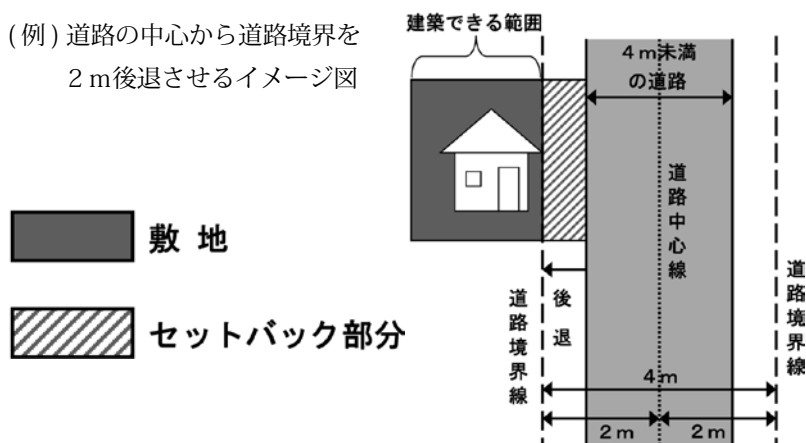 (例) 道路の中心から道路境界を
２ｍ後退させるイメージ図
建築できる範囲
４ｍ未満
の道路
道路中心線
敷 地
セットバック部分
後退
道路境界線
道路境界線
４ｍ
２ｍ
２ｍ